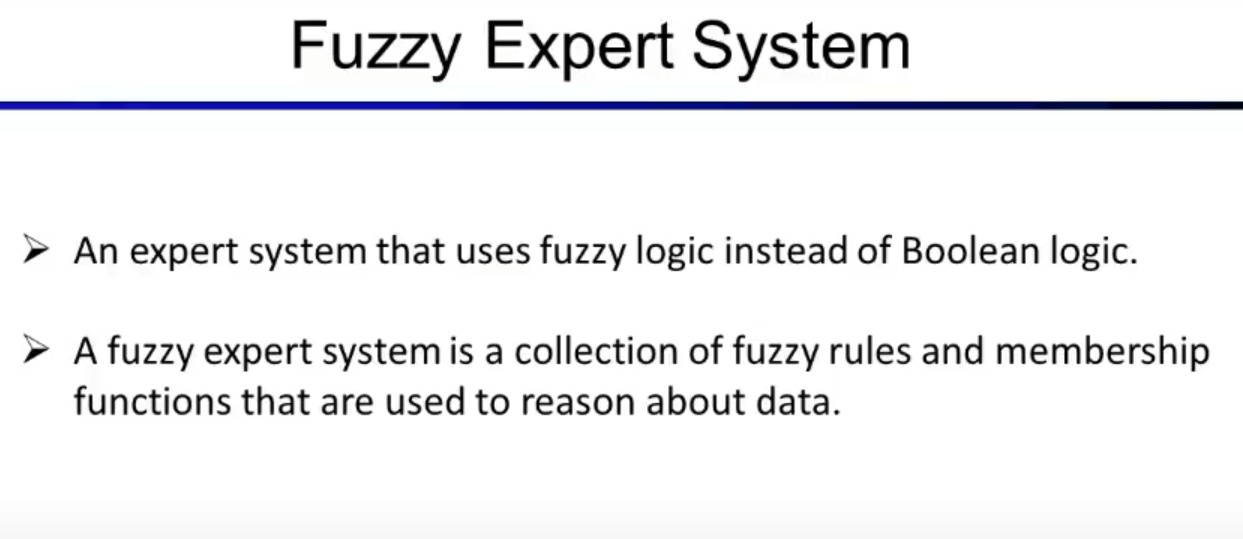 Fuzzy Expert System
➢ An expert system that uses fuzzy logic instead of Boolean logic.
➢ A fuzzy expert system is a collection of fuzzy rules and membership
functions that are used to reason about data.